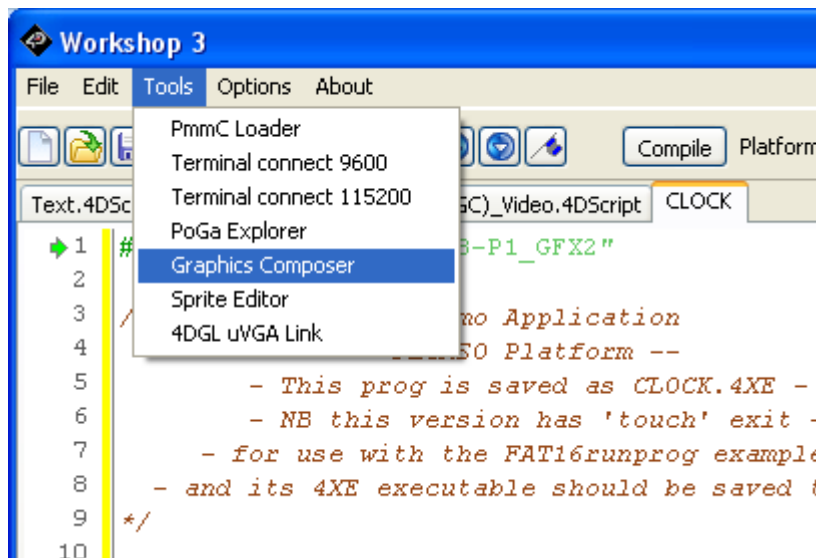 Workshop 3
File Edit Tools Options About
PmmC Loader
Terminal connect 9600
Terminal connect 115200
PoGa Explorer
Graphics Composer
Sprite Editor
4DGL uVGA Link
Compile Platform
Text.4DSc GC)_Video.4DScript CLOCK
1 # -P1_GFX2"
2
3 / mo Application
4 Platform --
5 - This prog is saved as CLOCK.4XE -
6 - NB this version has 'touch' exit -
7 - for use with the FAT16runprog example
8 - and its 4XE executable should be saved
9 */
10